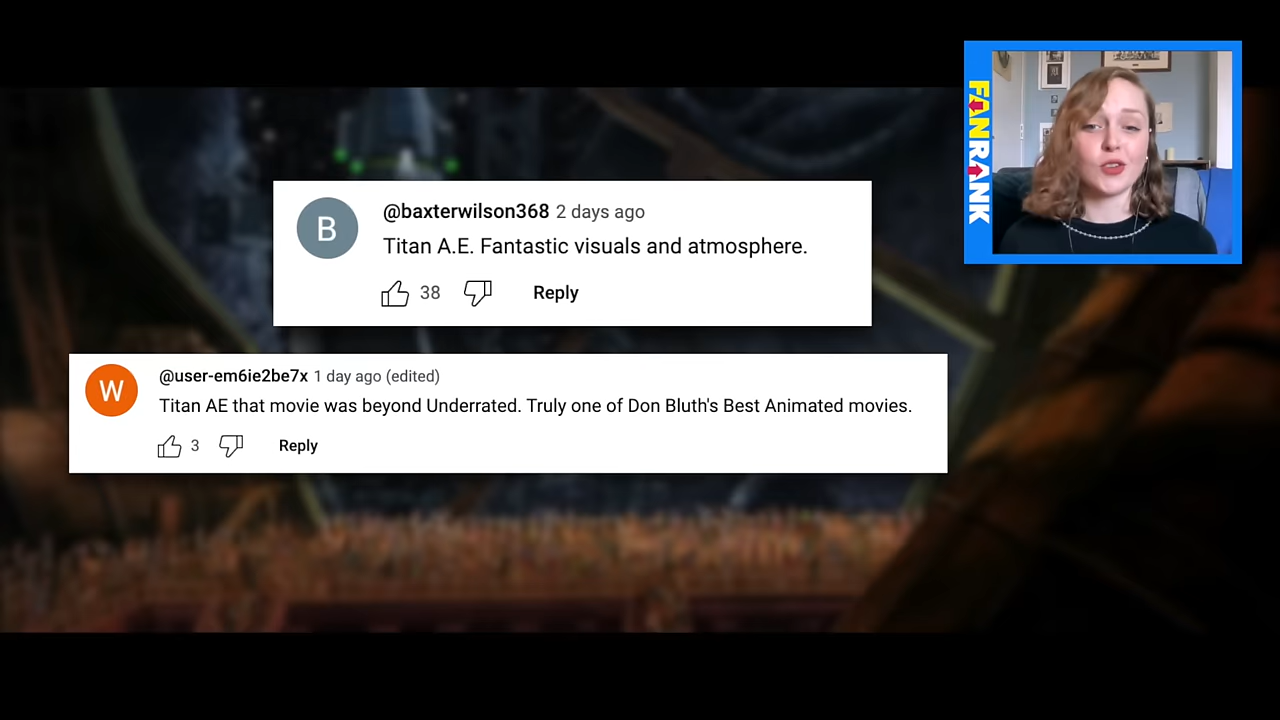 FANRANK
B
@baxterwilson368 2 days ago
Titan A.E. Fantastic visuals and atmosphere.
38
Reply
W
@user-em6ie2be7x 1 day ago (edited)
Titan AE that movie was beyond Underrated. Truly one of Don Bluth's Best Animated movies.
3
Reply